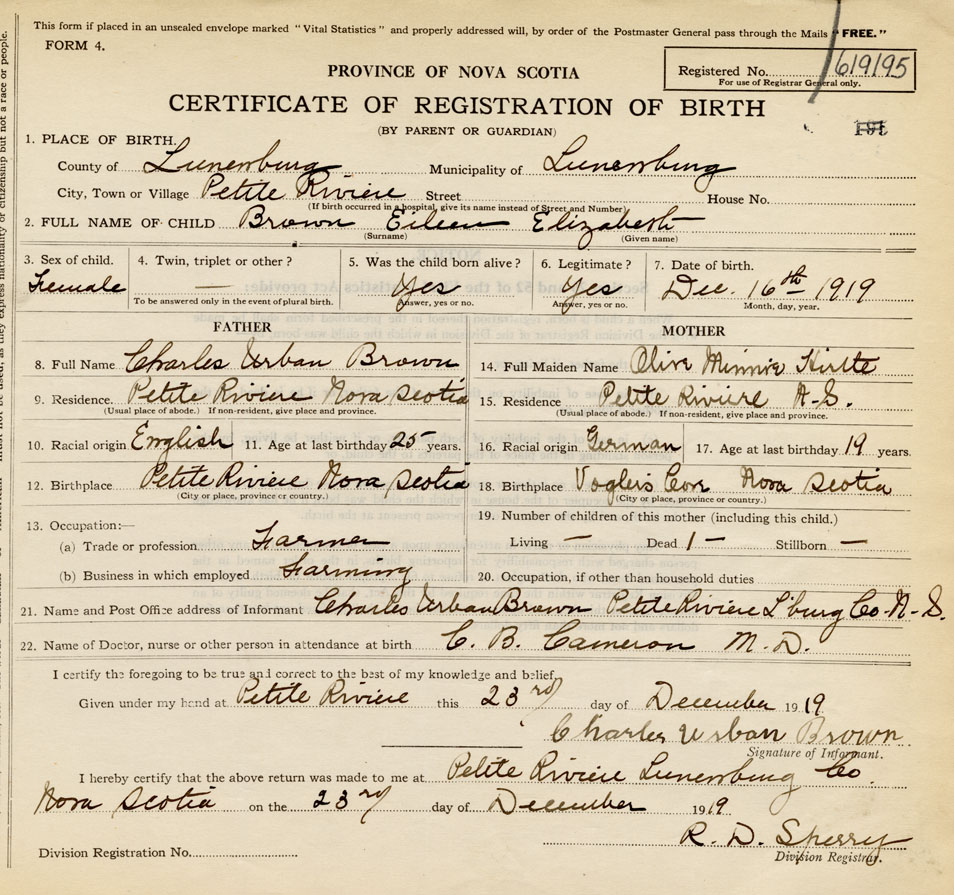 This form if placed in an unsealed envelope marked "Vital Statistics" and properly addressed will, by order of the Postmaster General pass through the Mails "FREE."
FORM 4.
Registered No. 619195
For use of Registrar General only.
PROVINCE OF NOVA SCOTIA
CERTIFICATE OF REGISTRATION OF BIRTH
(BY PARENT OR GUARDIAN)
1. PLACE OF BIRTH.
County of Lunenburg Municipality of Lunenburg
City, Town or Village Petite Riviere Street House No.
(If birth occurred in a hospital, give its name instead of Street and Number)
2. FULL NAME OF CHILD Brown Eileen Elizabeth
(Surname) (Given name)
3. Sex of child. 4. Twin, triplet or other? 5. Was the child born alive? 6. Legitimate? 7. Date of birth.
Female — Yes Yes Dec. 16th 1919
To be answered only in the event of plural birth. Answer, yes or no. Answer, yes or no. Month, day, year.
FATHER MOTHER
8. Full Name Charles Urban Brown 14. Full Maiden Name Olive Minnie
9. Residence. Petite Riviere Nova Scotia 15. Residence Petite Riviere N.S.
(Usual place of abode.) If non-resident, give place and province. (Usual place of abode.) If non-resident, give place and province.
10. Racial origin English 11. Age at last birthday 25 years. 16. Racial origin German 17. Age at last birthday 19 years.
12. Birthplace Petite Riviere Nova Scotia 18. Birthplace Voglers Cove Nova Scotia
(City or place, province or country.) (City or place, province or country.)
13. Occupation:— 19. Number of children of this mother (including this child.)
(a) Trade or profession Farmer Living — Dead 1 — Stillborn —
(b) Business in which employed Farming 20. Occupation, if other than household duties
21. Name and Post Office address of Informant Charles Urban Brown Petite Riviere L'burg Co. N.S.
22. Name of Doctor, nurse or other person in attendance at birth C. B. Cameron M.D.
I certify the foregoing to be true and correct to the best of my knowledge and belief.
Given under my hand at Petite Riviere this 23rd day of December 1919
Charles Urban Brown
Signature of Informant.
I hereby certify that the above return was made to me at Petite Riviere Lunenburg Co.
Nova Scotia on the 23rd day of December 1919
R. D. Sperry
Division Registrar.
Division Registration No.